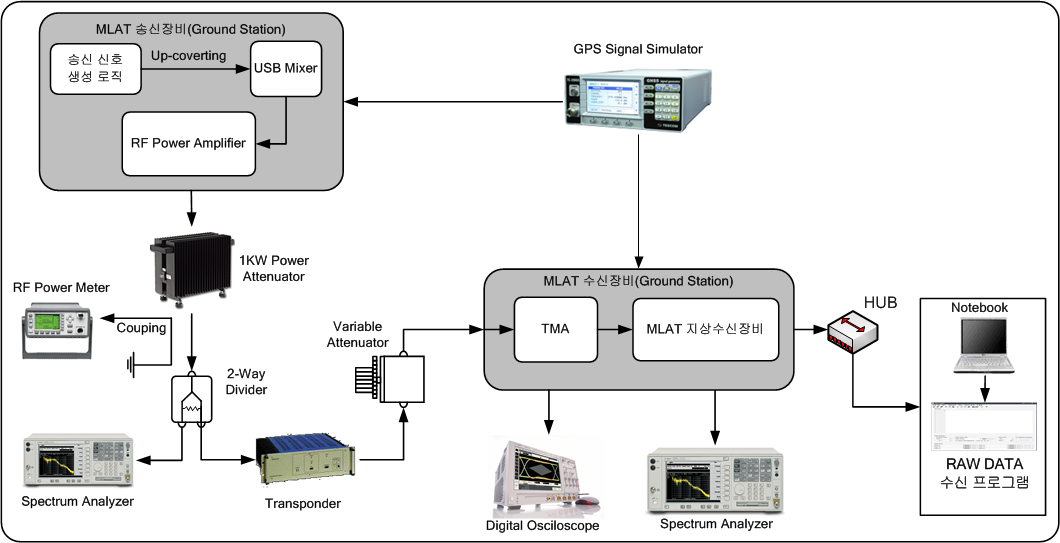 MLAT 송신장비(Ground Station)
송신 신호
생성 로직
Up-coverting
USB Mixer
RF Power Amplifier
GPS Signal Simulator
1KW Power
Attenuator
RF Power Meter
Couping
2-Way
Divider
Spectrum Analyzer
Transponder
Variable
Attenuator
MLAT 수신장비(Ground Station)
TMA
MLAT 지상수신장비
Digital Osciloscope
Spectrum Analyzer
HUB
Notebook
RAW DATA
수신 프로그램